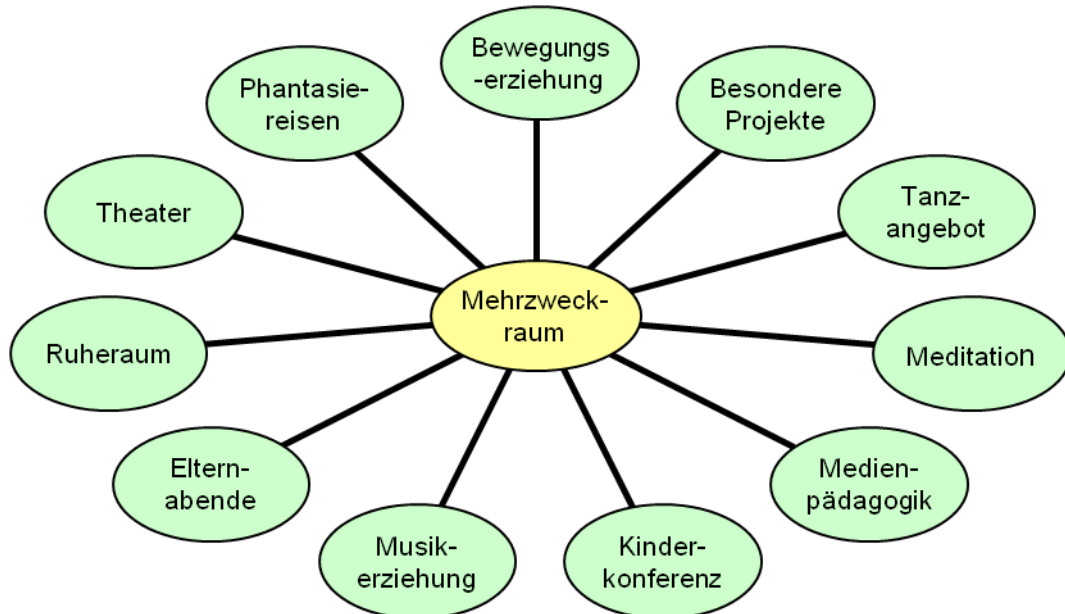 Bewegungs
-erziehung
Phantasie-
reisen
Besondere
Projekte
Theater
Tanz-
angebot
Mehrzweck-
raum
Ruheraum
Meditation
Eltern-
abende
Medien-
pädagogik
Musik-
erziehung
Kinder-
konferenz